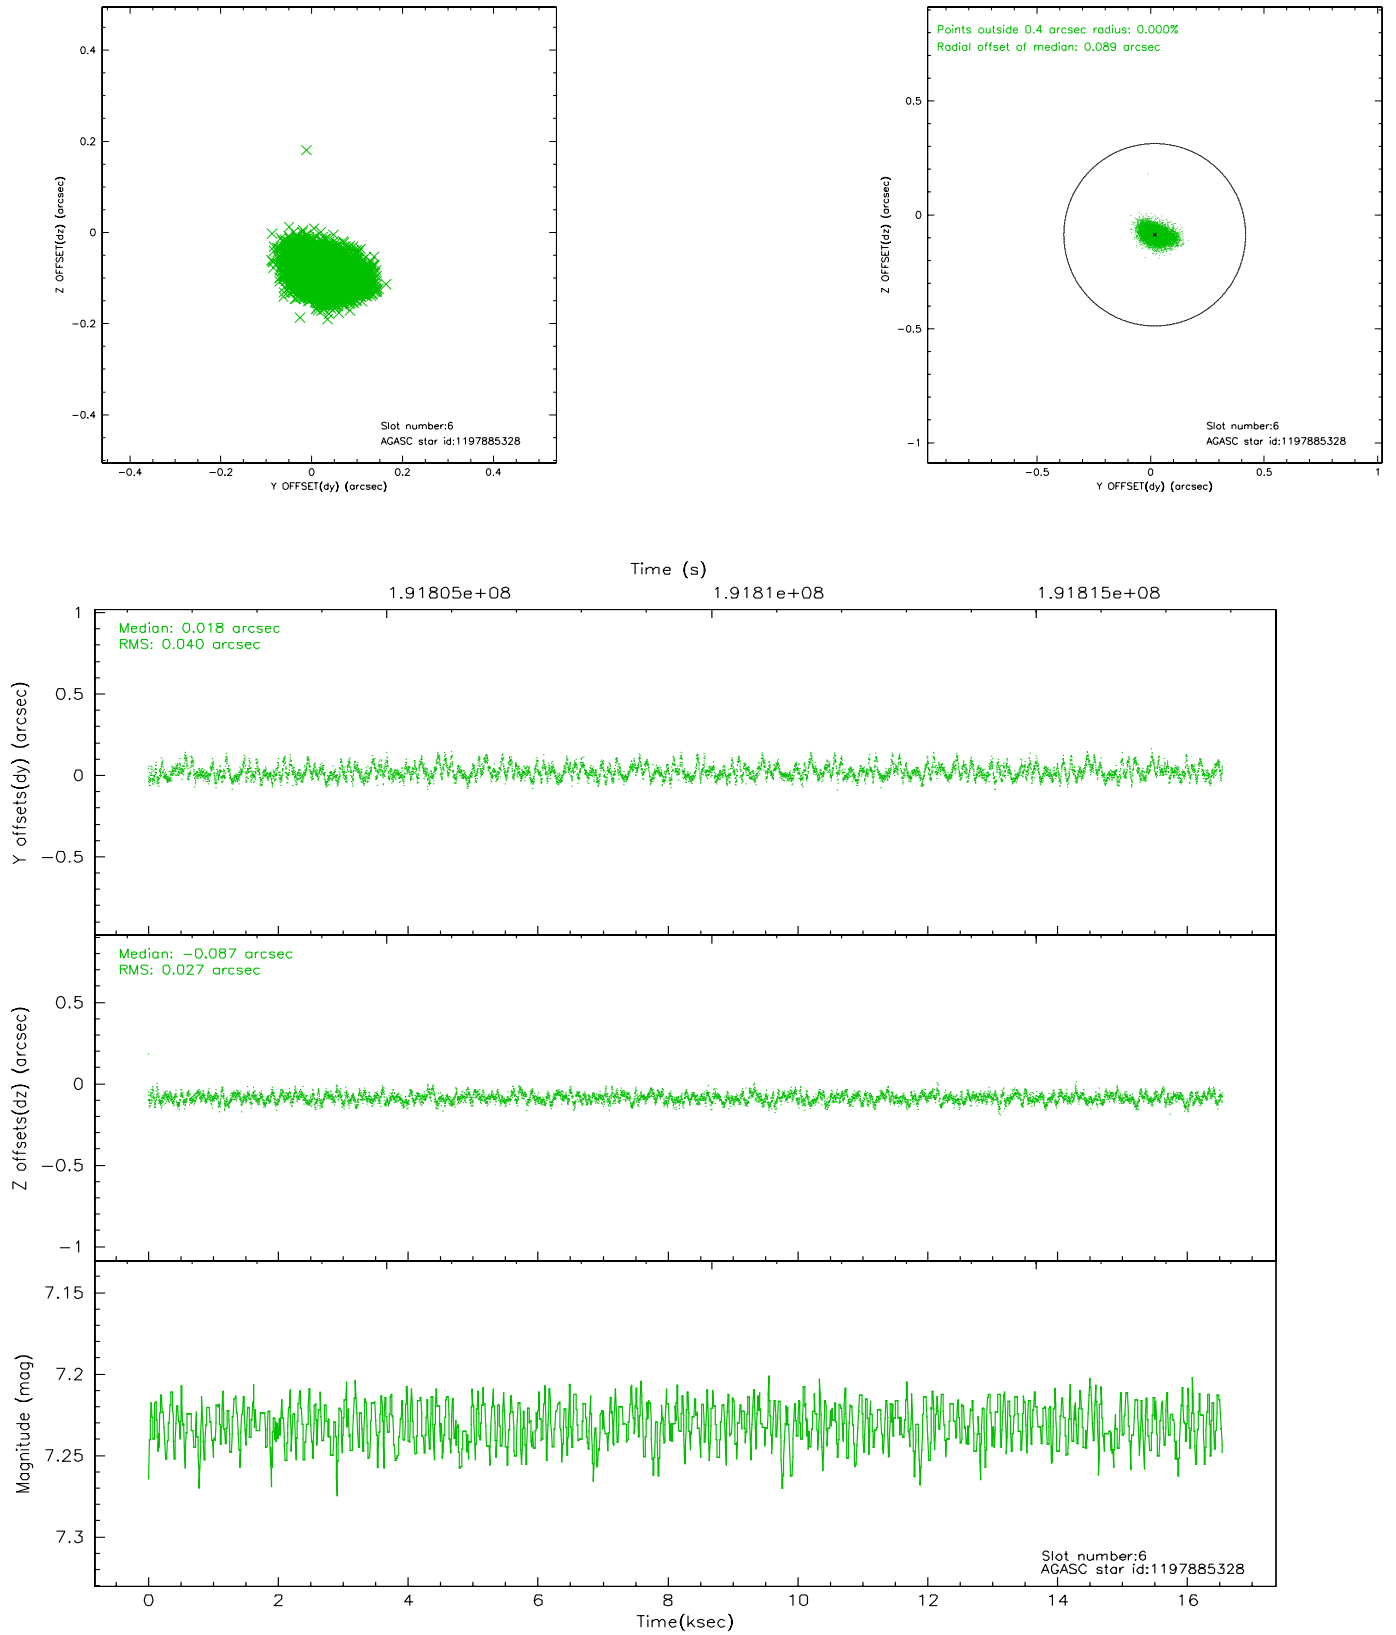 0.4
0.2
0
−0.2
−0.4
Z OFFSET(dz) (arcsec)
Slot number:6
AGASC star id:1197885328
−0.4 −0.2 0 0.2 0.4
Y OFFSET(dy) (arcsec)
Points outside 0.4 arcsec radius: 0.000%
Radial offset of median: 0.089 arcsec
0.5
0
−0.5
−1
Z OFFSET(dz) (arcsec)
Slot number:6
AGASC star id:1197885328
−0.5 0 0.5 1
Y OFFSET(dy) (arcsec)
Time (s)
1.91805e+08 1.9181e+08 1.91815e+08
Median: 0.018 arcsec
RMS: 0.040 arcsec
1
0.5
0
−0.5
Y offsets(dy) (arcsec)
Median: −0.087 arcsec
RMS: 0.027 arcsec
0.5
0
−0.5
−1
Z offsets(dz) (arcsec)
7.15
7.2
7.25
7.3
Magnitude (mag)
Slot number:6
AGASC star id:1197885328
0 2 4 6 8 10 12 14 16
Time(ksec)